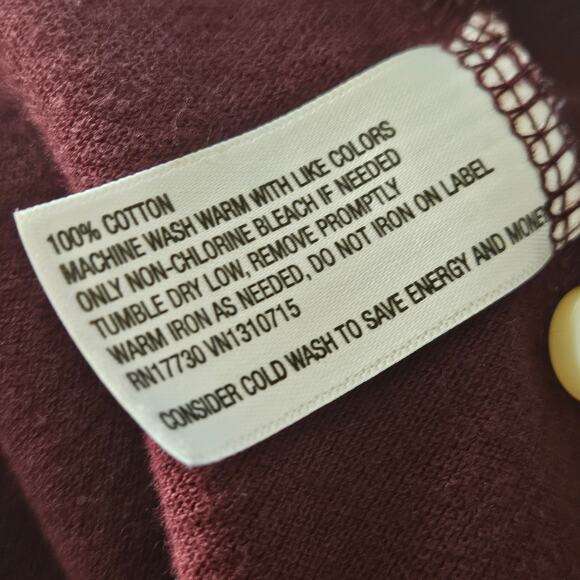 100% COTTON
MACHINE WASH WARM WITH LIKE COLORS
ONLY NON-CHLORINE BLEACH IF NEEDED
TUMBLE DRY LOW, REMOVE PROMPTLY
WARM IRON AS NEEDED, DO NOT IRON ON LABEL
RN17730 VN1310715
CONSIDER COLD WASH TO SAVE ENERGY AND MONEY